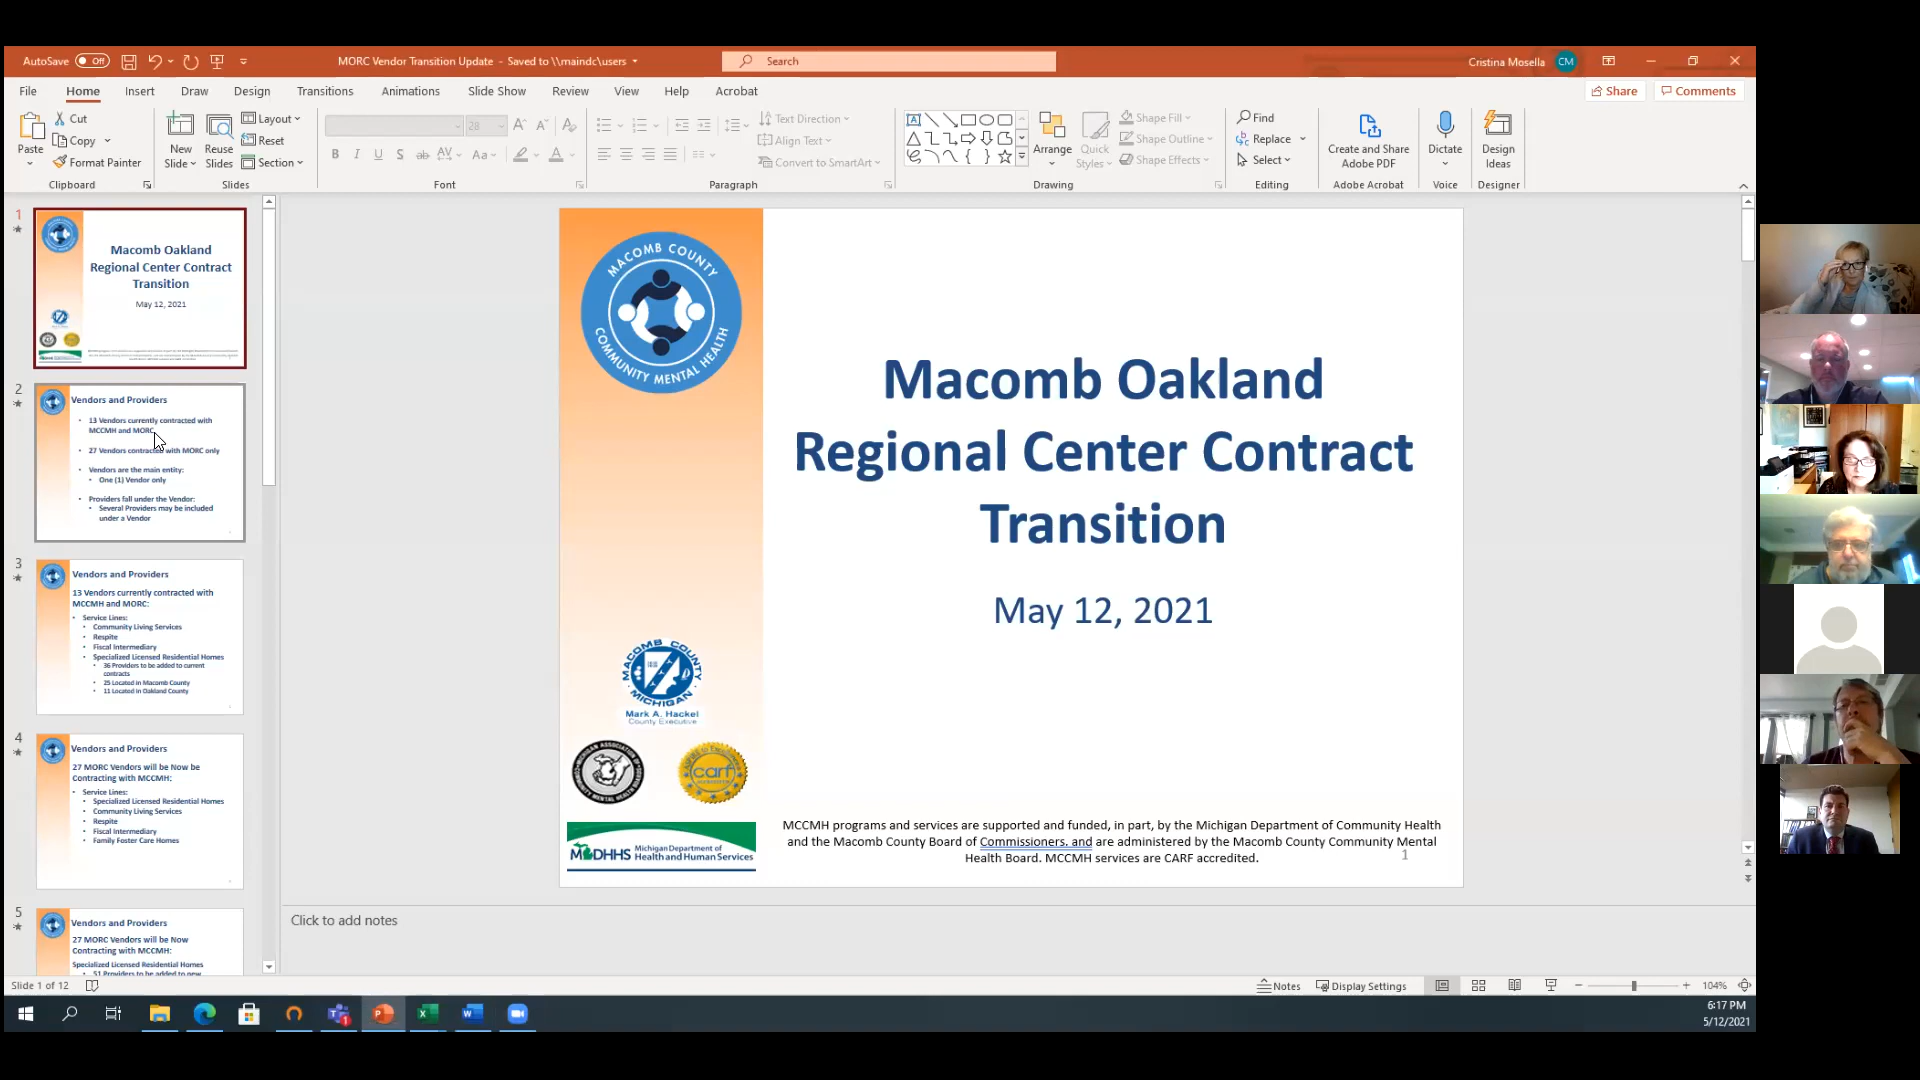 AutoSave Off
MORC Vendor Transition Update - Saved to \\maindc\users
Search
Cristina Mosella CM
File Home Insert Draw Design Transitions Animations Slide Show Review View Help Acrobat
Share Comments
Paste
Cut
Copy
Format Painter
Clipboard
New Slide
Reuse Slides
Layout
Reset
Section
Slides
28
Font
Text Direction
Align Text
Convert to SmartArt
Paragraph
Arrange
Quick Styles
Shape Fill
Shape Outline
Shape Effects
Drawing
Find
Replace
Select
Editing
Create and Share
Adobe PDF
Adobe Acrobat
Dictate
Voice
Design
Ideas
Designer
1
Macomb Oakland
Regional Center Contract
Transition
May 12, 2021
2
Vendors and Providers
13 Vendors currently contracted with
MCCMH and MORC
27 Vendors contracted with MORC only
Vendors are the main entity:
One (1) Vendor only
Providers fall under the Vendor:
Several Providers may be included
under a Vendor
3
Vendors and Providers
13 Vendors currently contracted with
MCCMH and MORC:
Service Lines:
Community Living Services
Respite
Fiscal Intermediary
Specialized Licensed Residential Homes
36 Providers to be added to current
contracts
25 Located in Macomb County
11 Located in Oakland County
4
Vendors and Providers
27 MORC Vendors will be Now be
Contracting with MCCMH:
Service Lines:
Specialized Licensed Residential Homes
Community Living Services
Respite
Fiscal Intermediary
Family Foster Care Homes
5
Vendors and Providers
27 MORC Vendors will be Now
Contracting with MCCMH:
Specialized Licensed Residential Homes
51 Providers to be added to new
MACOMB COUNTY
COMMUNITY MENTAL HEALTH
Macomb Oakland
Regional Center Contract
Transition
May 12, 2021
MACOMB COUNTY
MICHIGAN
Mark A. Hackel
County Executive
carf
MDHHS Michigan Department of
Health and Human Services
MCCMH programs and services are supported and funded, in part, by the Michigan Department of Community Health
and the Macomb County Board of Commissioners. and are administered by the Macomb County Community Mental
Health Board. MCCMH services are CARF accredited.
1
Click to add notes
Slide 1 of 12
Notes Display Settings 104%
6:17 PM
5/12/2021